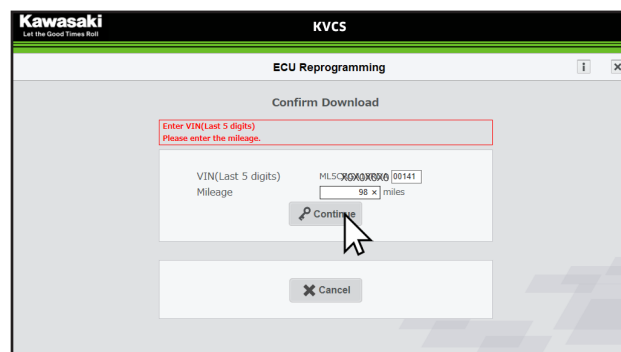 Kawasaki
Let the Good Times Roll
KVCS
ECU Reprogramming
i ×
Confirm Download
Enter VIN(Last 5 digits)
Please enter the mileage.
VIN(Last 5 digits) 00141
Mileage 98 × miles
Continue
Cancel